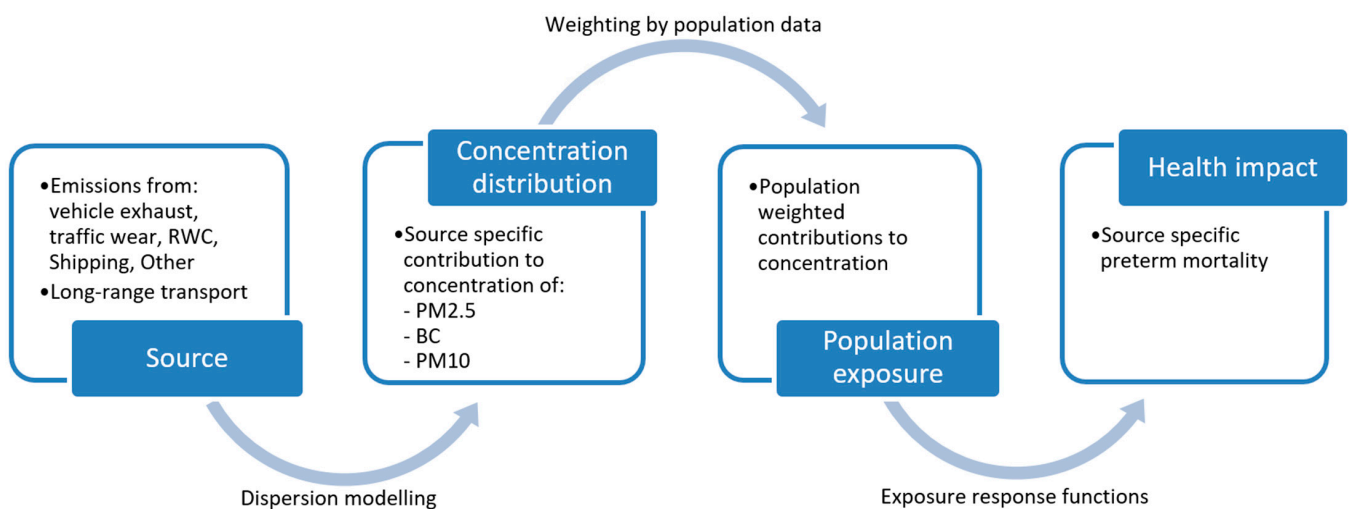 Weighting by population data
•Emissions from:
vehicle exhaust,
traffic wear, RWC,
Shipping, Other
•Long-range transport
Source
Dispersion modelling
Concentration
distribution
•Source specific
contribution to
concentration of:
- PM2.5
- BC
- PM10
•Population
weighted
contributions to
concentration
Population
exposure
Exposure response functions
Health impact
•Source specific
preterm mortality